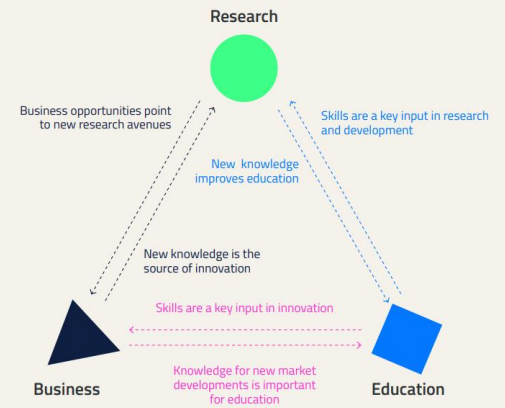 Research
Business opportunities point
to new research avenues
Skills are a key input in research
and development
New knowledge
improves education
New knowledge is the
source of innovation
Skills are a key input in innovation
Knowledge for new market
developments is important
for education
Business
Education